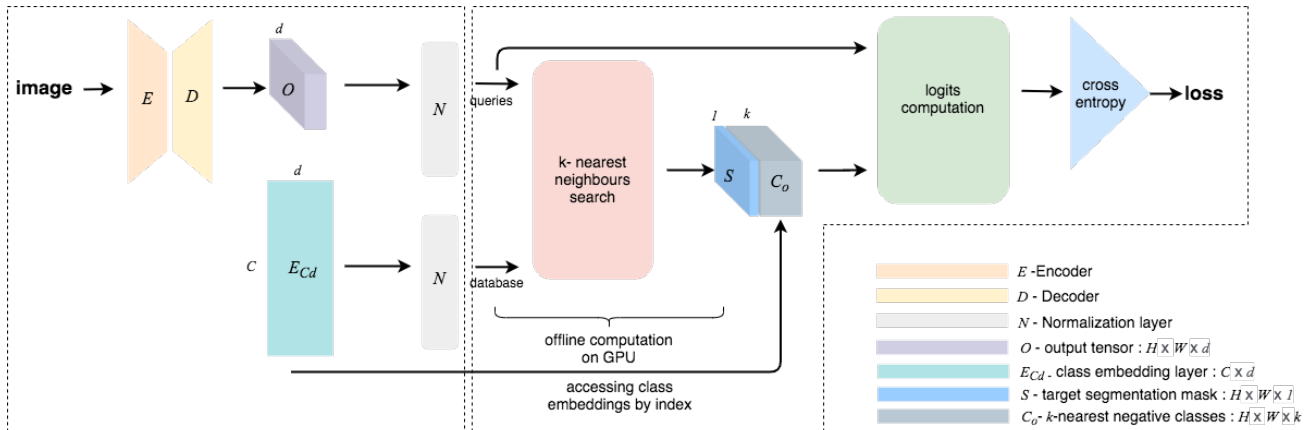 image
E
D
d
O
N
queries
k- nearest
neighbours
search
1
k
S
C_o
logits
computation
cross
entropy
loss
d
C
E_Cd
N
database
offline computation
on GPU
accessing class
embeddings by index
E -Encoder
D - Decoder
N - Normalization layer
O - output tensor : H x W x d
E_Cd - class embedding layer : C x d
S - target segmentation mask : H x W x 1
C_o - k-nearest negative classes : H x W x k